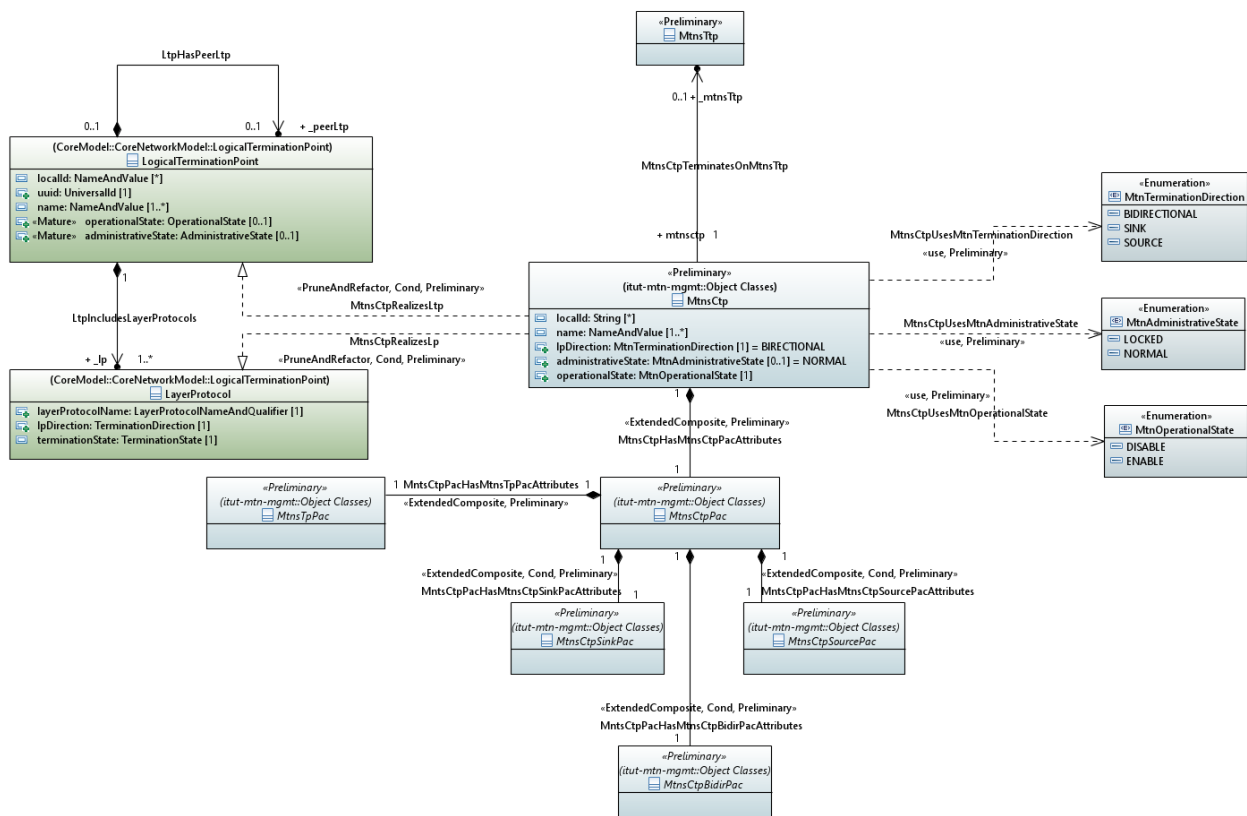 «Preliminary»
MtnsTtp
LtpHasPeerLtp
0..1 + _mtnsTtp
0..1
0..1
+ _peerLtp
(CoreModel::CoreNetworkModel::LogicalTerminationPoint)
LogicalTerminationPoint
localId: NameAndValue [*]
uuid: UniversalId [1]
name: NameAndValue [1..*]
«Mature» operationalState: OperationalState [0..1]
«Mature» administrativeState: AdministrativeState [0..1]
MtnsCtpTerminatesOnMtnsTtp
«Enumeration»
MtnTerminationDirection
BIDIRECTIONAL
SINK
SOURCE
+ mtnsctp 1
MtnsCtpUsesMtnTerminationDirection
«use, Preliminary»
1
«PruneAndRefactor, Cond, Preliminary»
MtnsCtpRealizesLtp
«Preliminary»
(itut-mtn-mgmt::Object Classes)
MtnsCtp
localId: String [*]
name: NameAndValue [1..*]
lpDirection: MtnTerminationDirection [1] = BIRECTIONAL
administrativeState: MtnAdministrativeState [0..1] = NORMAL
operationalState: MtnOperationalState [1]
LtpIncludesLayerProtocols
MtnsCtpUsesMtnAdministrativeState
«use, Preliminary»
«Enumeration»
MtnAdministrativeState
LOCKED
NORMAL
MtnsCtpRealizesLp
«PruneAndRefactor, Cond, Preliminary»
+ _lp
1..*
(CoreModel::CoreNetworkModel::LogicalTerminationPoint)
LayerProtocol
layerProtocolName: LayerProtocolNameAndQualifier [1]
lpDirection: TerminationDirection [1]
terminationState: TerminationState [1]
1
«use, Preliminary»
MtnsCtpUsesMtnOperationalState
«Enumeration»
MtnOperationalState
DISABLE
ENABLE
«ExtendedComposite, Preliminary»
MtnsCtpHasMtnsCtpPacAttributes
1
«Preliminary»
(itut-mtn-mgmt::Object Classes)
MtnsTpPac
1 MntsCtpPacHasMtnsTpPacAttributes 1
«ExtendedComposite, Preliminary»
«Preliminary»
(itut-mtn-mgmt::Object Classes)
MtnsCtpPac
1
1
1
«ExtendedComposite, Cond, Preliminary»
MntsCtpPacHasMtnsCtpSinkPacAttributes
1
«ExtendedComposite, Cond, Preliminary»
MntsCtpPacHasMtnsCtpSourcePacAttributes
1
«Preliminary»
(itut-mtn-mgmt::Object Classes)
MtnsCtpSinkPac
«Preliminary»
(itut-mtn-mgmt::Object Classes)
MtnsCtpSourcePac
«ExtendedComposite, Cond, Preliminary»
MntsCtpPacHasMtnsCtpBidirPacAttributes
1
«Preliminary»
(itut-mtn-mgmt::Object Classes)
MtnsCtpBidirPac